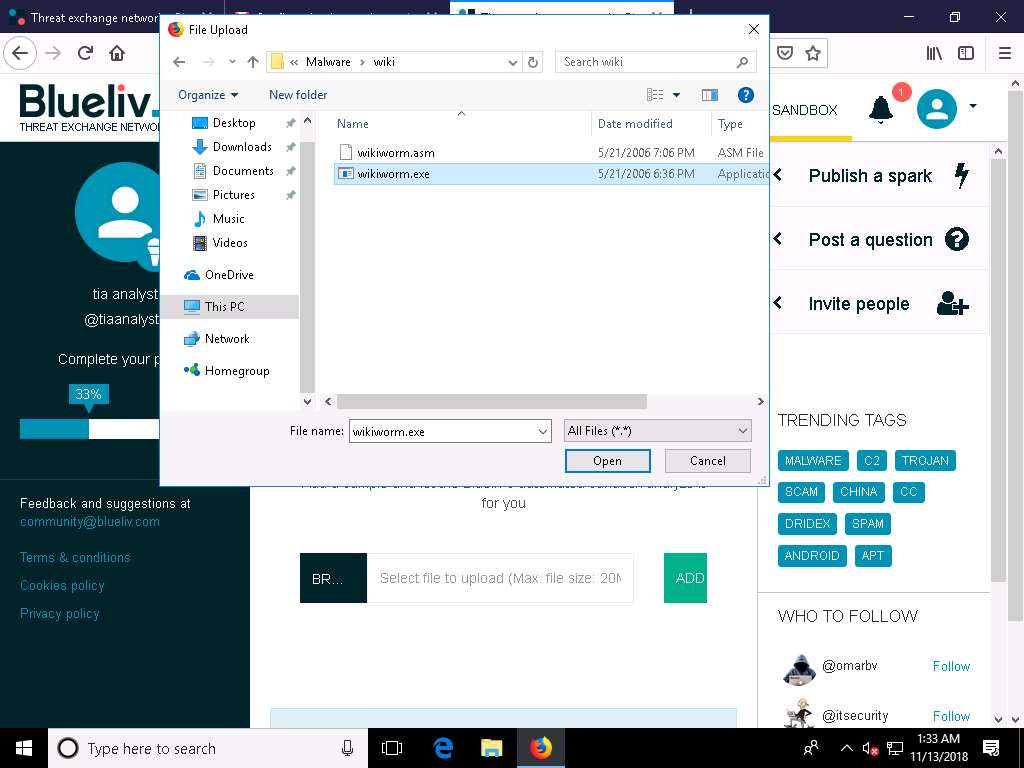 Threat exchange network
File Upload
Malware
wiki
Search wiki
Organize
New folder
Blueliv.
THREAT EXCHANGE NETWO
SANDBOX
1
Desktop
Downloads
Documents
Pictures
Music
Videos
OneDrive
This PC
Network
Homegroup
Name
Date modified
Type
wikiworm.asm
5/21/2006 7:06 PM
ASM File
wikiworm.exe
5/21/2006 6:36 PM
Applicatic
Publish a spark
Post a question
Invite people
tia analyst
@tiaanalyst
Complete your p
33%
File name:
wikiworm.exe
All Files (*.*)
Open
Cancel
TRENDING TAGS
MALWARE
C2
TROJAN
SCAM
CHINA
CC
DRIDEX
SPAM
ANDROID
APT
for you
Feedback and suggestions at
community@blueliv.com
Terms & conditions
Cookies policy
Privacy policy
BR...
Select file to upload (Max. file size: 20M
ADD
WHO TO FOLLOW
@omarbv
Follow
@itsecurity
Follow
Type here to search
1:33 AM
11/13/2018